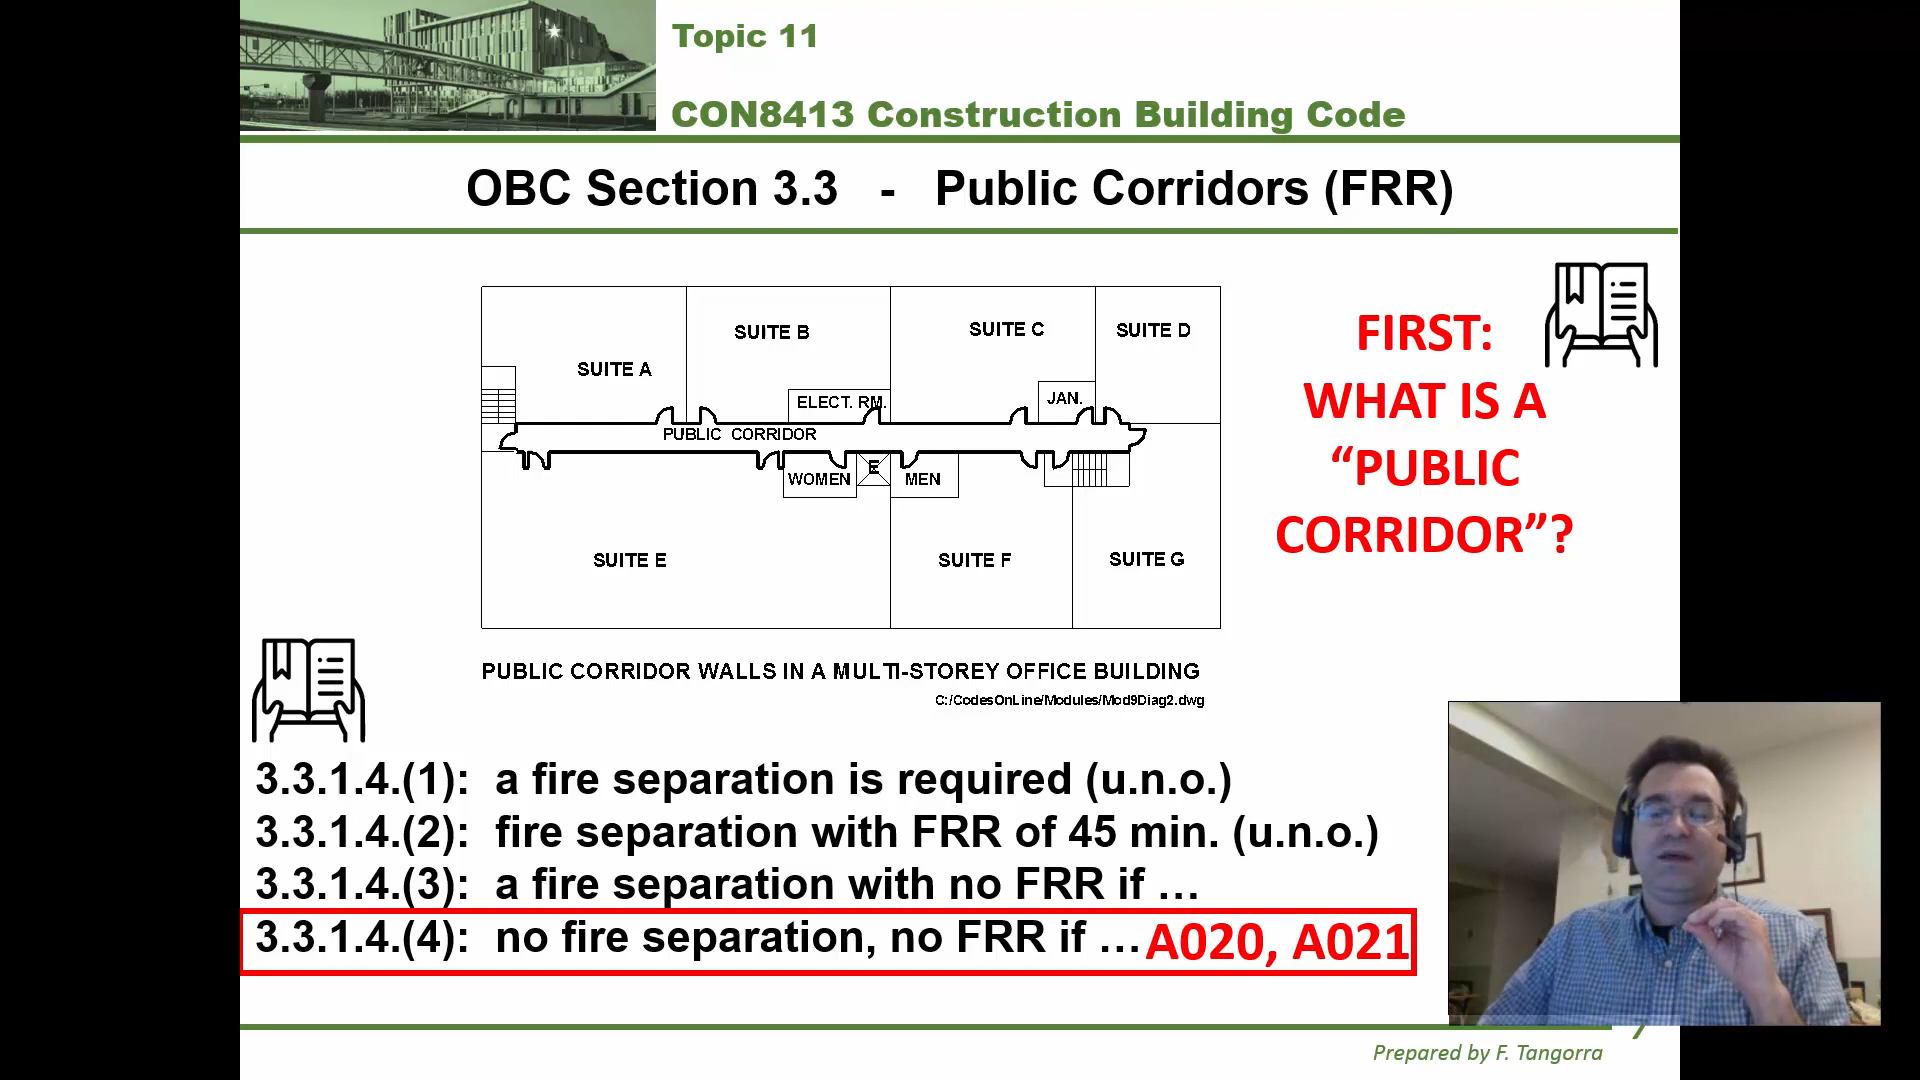 Topic 11
CON8413 Construction Building Code
OBC Section 3.3 - Public Corridors (FRR)
FIRST:
WHAT IS A
“PUBLIC
CORRIDOR”?
SUITE A
SUITE B
SUITE C
SUITE D
ELECT. RM.
JAN.
PUBLIC CORRIDOR
WOMEN
E
MEN
SUITE E
SUITE F
SUITE G
PUBLIC CORRIDOR WALLS IN A MULTI-STOREY OFFICE BUILDING
C:/CodesOnLine/Modules/Mod9Diag2.dwg
3.3.1.4.(1): a fire separation is required (u.n.o.)
3.3.1.4.(2): fire separation with FRR of 45 min. (u.n.o.)
3.3.1.4.(3): a fire separation with no FRR if …
3.3.1.4.(4): no fire separation, no FRR if … A020, A021
Prepared by F. Tangorra